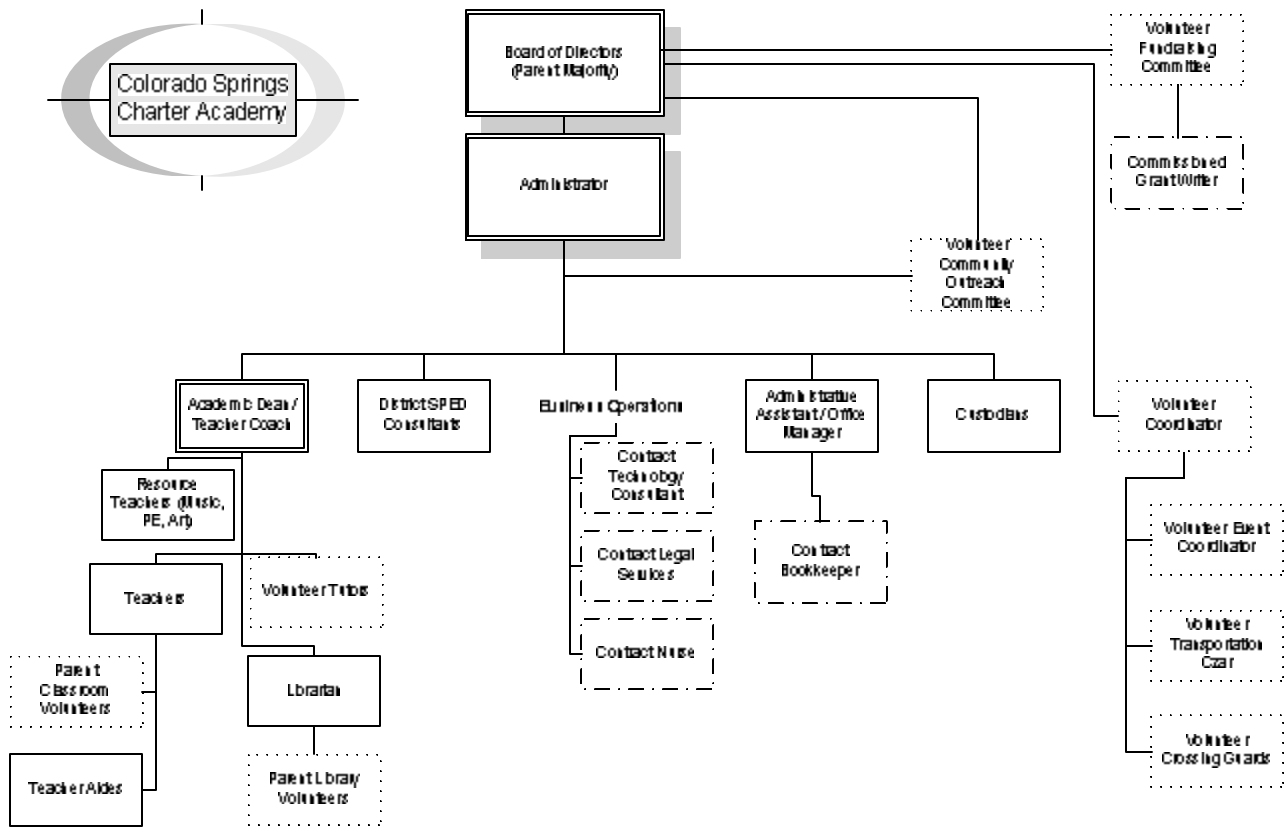 Colorado Springs
Charter Academy
Board of Directors
(Parent Majority)
Volunteer
Fundraising
Committee
Administrator
Commissioned
Grant Writer
Volunteer
Community
Outreach
Committee
Academic Dean /
Teacher Coach
District SPED
Consultants
Business Operations
Administrative
Assistant / Office
Manager
Custodians
Volunteer
Coordinator
Resource
Teachers (Music,
PE, Art)
Contract
Technology
Consultant
Contract Legal
Services
Contract
Bookkeeper
Volunteer Event
Coordinator
Teachers
Volunteer Tutors
Contract Nurse
Volunteer
Transportation
Czar
Parent
Classroom
Volunteers
Librarian
Volunteer
Crossing Guards
Teacher Aides
Parent Library
Volunteers